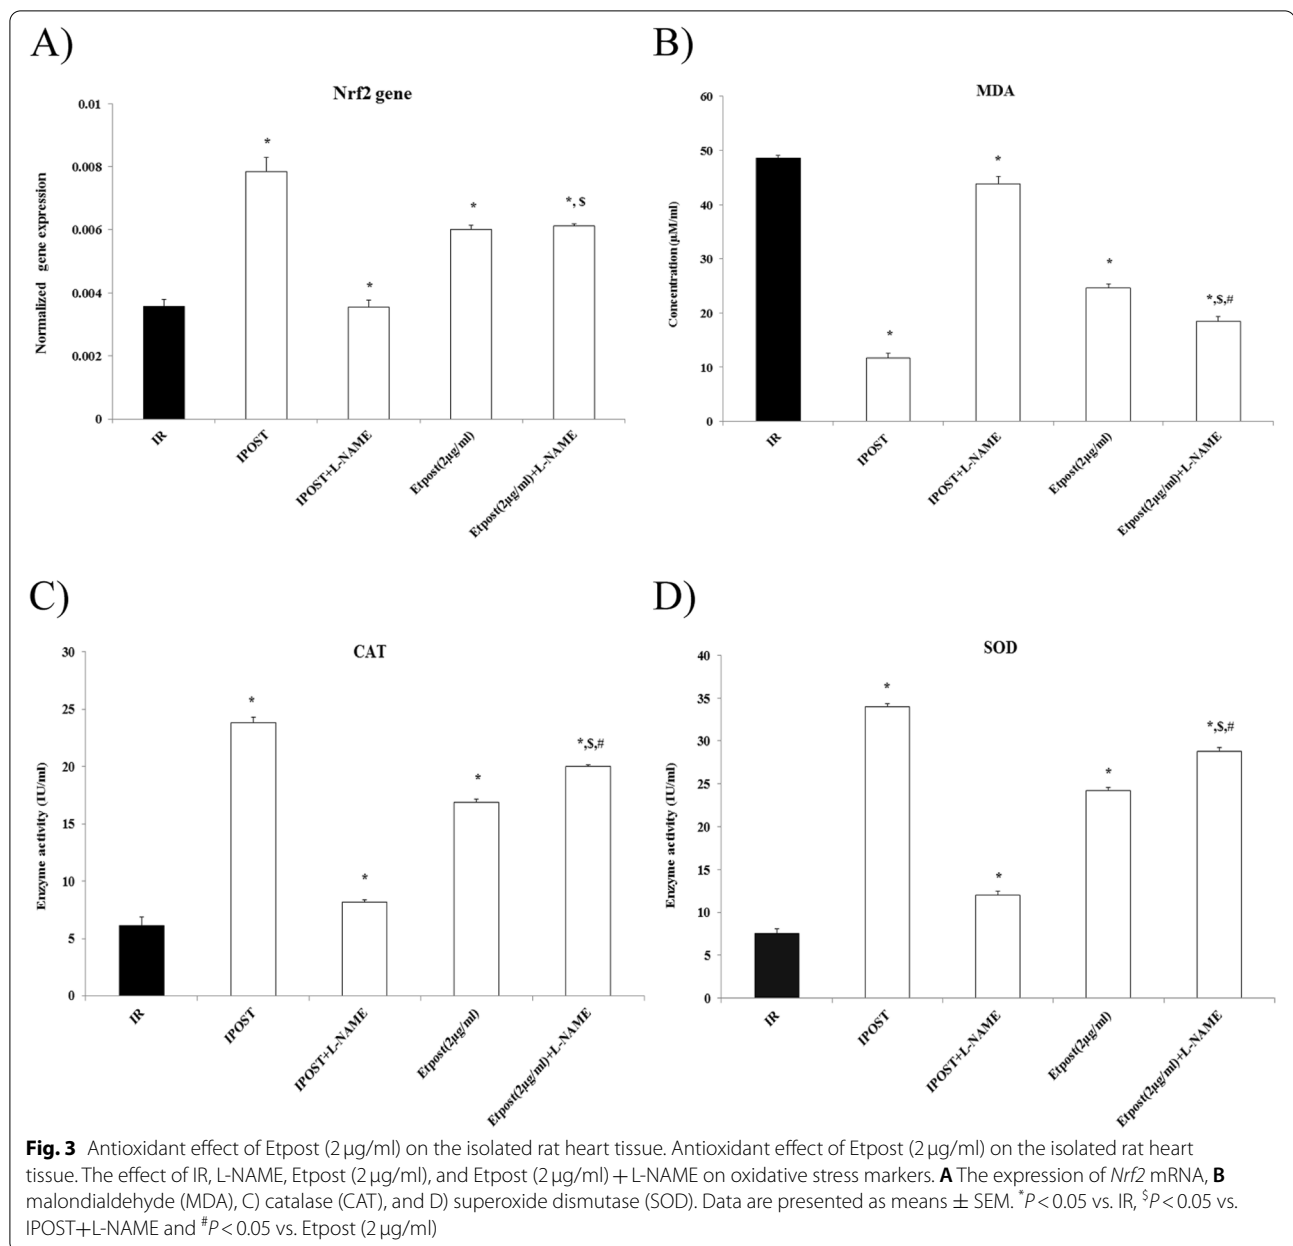 A)
Nrf2 gene
0.01
0.008
0.006
0.004
0.002
0
Normalized gene expression
*
*
*
*, $
IR
IPOST
IPOST+L-NAME
Etpost(2µg/ml)
Etpost(2µg/ml)+L-NAME
B)
MDA
60
50
40
30
20
10
0
Concentration (µM/ml)
*
*
*
*,$,#
IR
IPOST
IPOST+L-NAME
Etpost(2µg/ml)
Etpost(2µg/ml)+L-NAME
C)
CAT
30
25
20
15
10
5
0
Enzyme activity (IU/ml)
*
*
*
*,$,#
IR
IPOST
IPOST+L-NAME
Etpost(2µg/ml)
Etpost(2µg/ml)+L-NAME
D)
SOD
40
35
30
25
20
15
10
5
0
Enzyme activity (IU/ml)
*
*
*
*,$,#
IR
IPOST
IPOST+L-NAME
Etpost(2µg/ml)
Etpost(2µg/ml)+L-NAME
Fig. 3 Antioxidant effect of Etpost (2 µg/ml) on the isolated rat heart tissue. Antioxidant effect of Etpost (2 µg/ml) on the isolated rat heart
tissue. The effect of IR, L-NAME, Etpost (2 µg/ml), and Etpost (2 µg/ml) + L-NAME on oxidative stress markers. A The expression of Nrf2 mRNA, B
malondialdehyde (MDA), C) catalase (CAT), and D) superoxide dismutase (SOD). Data are presented as means ± SEM. *P < 0.05 vs. IR, $P < 0.05 vs.
IPOST+L-NAME and #P < 0.05 vs. Etpost (2 µg/ml)